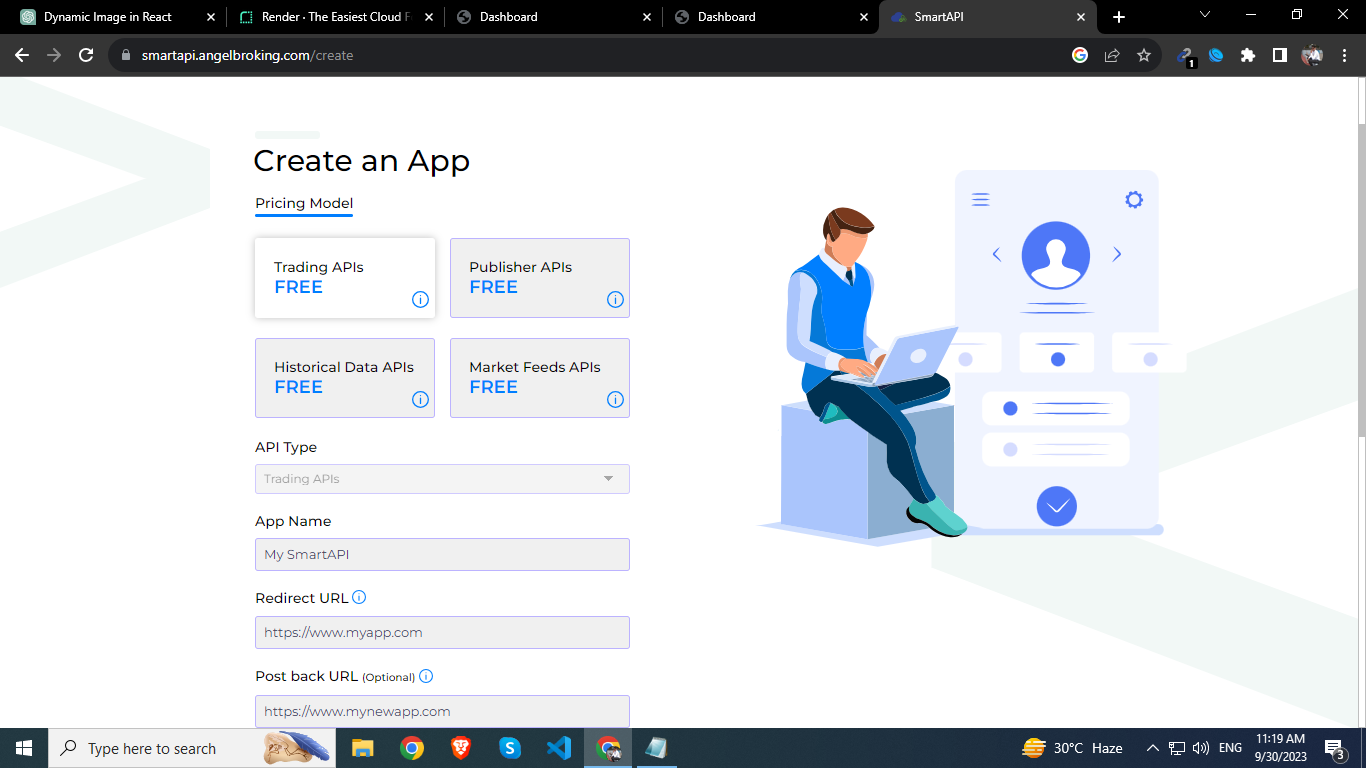 Dynamic Image in React
Render · The Easiest Cloud F
Dashboard
Dashboard
SmartAPI
smartapi.angelbroking.com/create
1
Create an App
Pricing Model
Trading APIs
FREE
Publisher APIs
FREE
Historical Data APIs
FREE
Market Feeds APIs
FREE
API Type
Trading APIs
App Name
My SmartAPI
Redirect URL
https://www.myapp.com
Post back URL (Optional)
https://www.mynewapp.com
Type here to search
30°C Haze
ENG
11:19 AM
9/30/2023
3